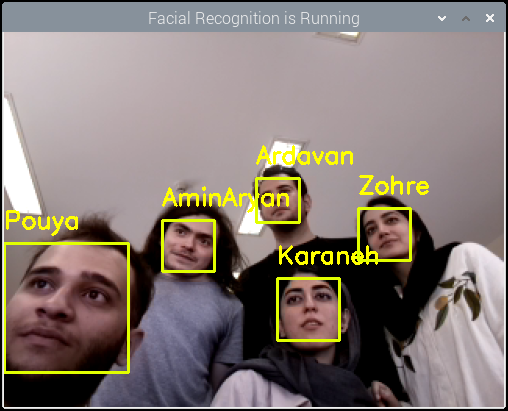 Facial Recognition is Running
Ardavan
AminAryan
Zohre
Pouya
Karaneh